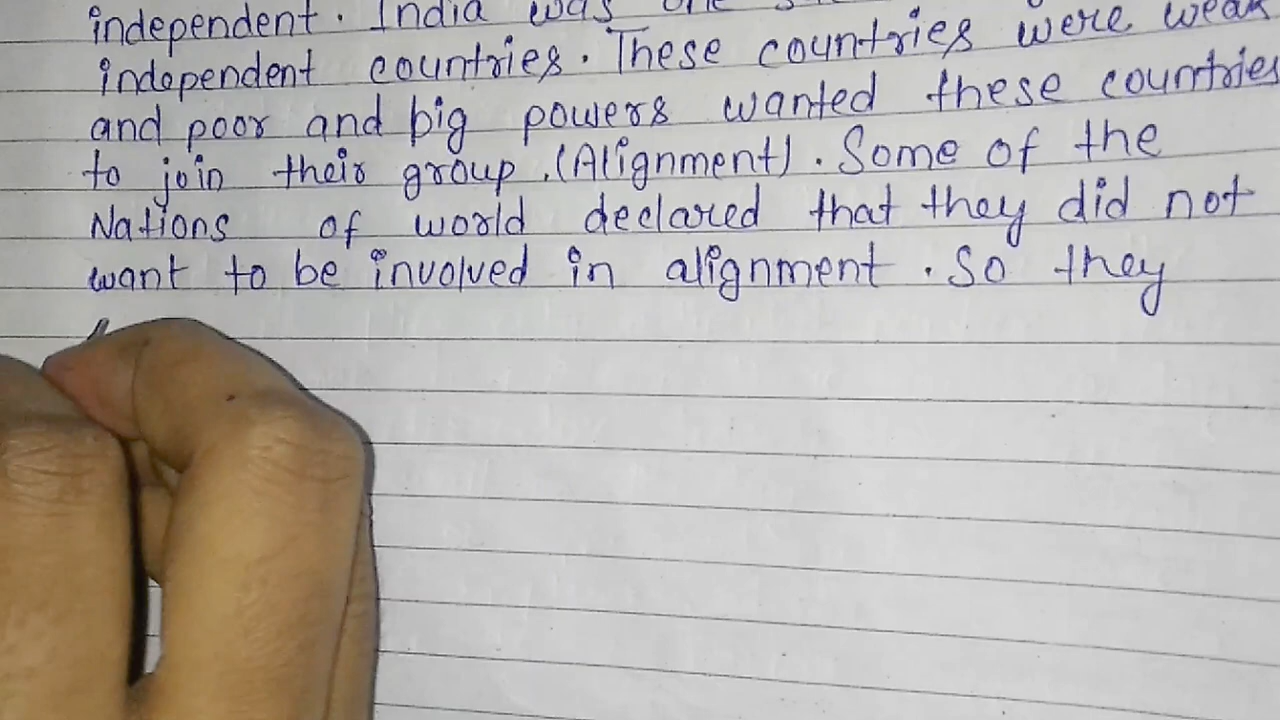 independent. India was one
independent countries. These countries were weak
and poor and big powers wanted these countries
to join their group.(Alignment). Some of the
Nations of world declared that they did not
want to be involved in alignment. So they